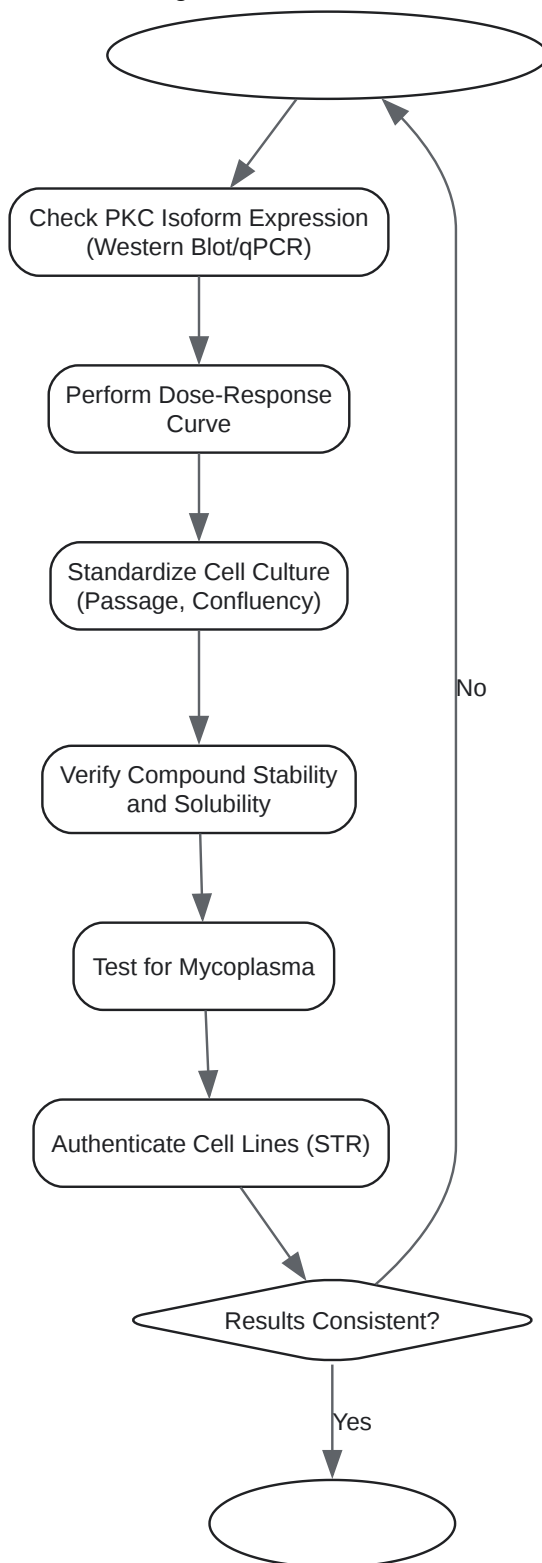 Check PKC Isoform Expression
(Western Blot/qPCR)
Perform Dose-Response
Curve
Standardize Cell Culture
(Passage, Confluency)
No
Verify Compound Stability
and Solubility
Test for Mycoplasma
Authenticate Cell Lines (STR)
Results Consistent?
Yes